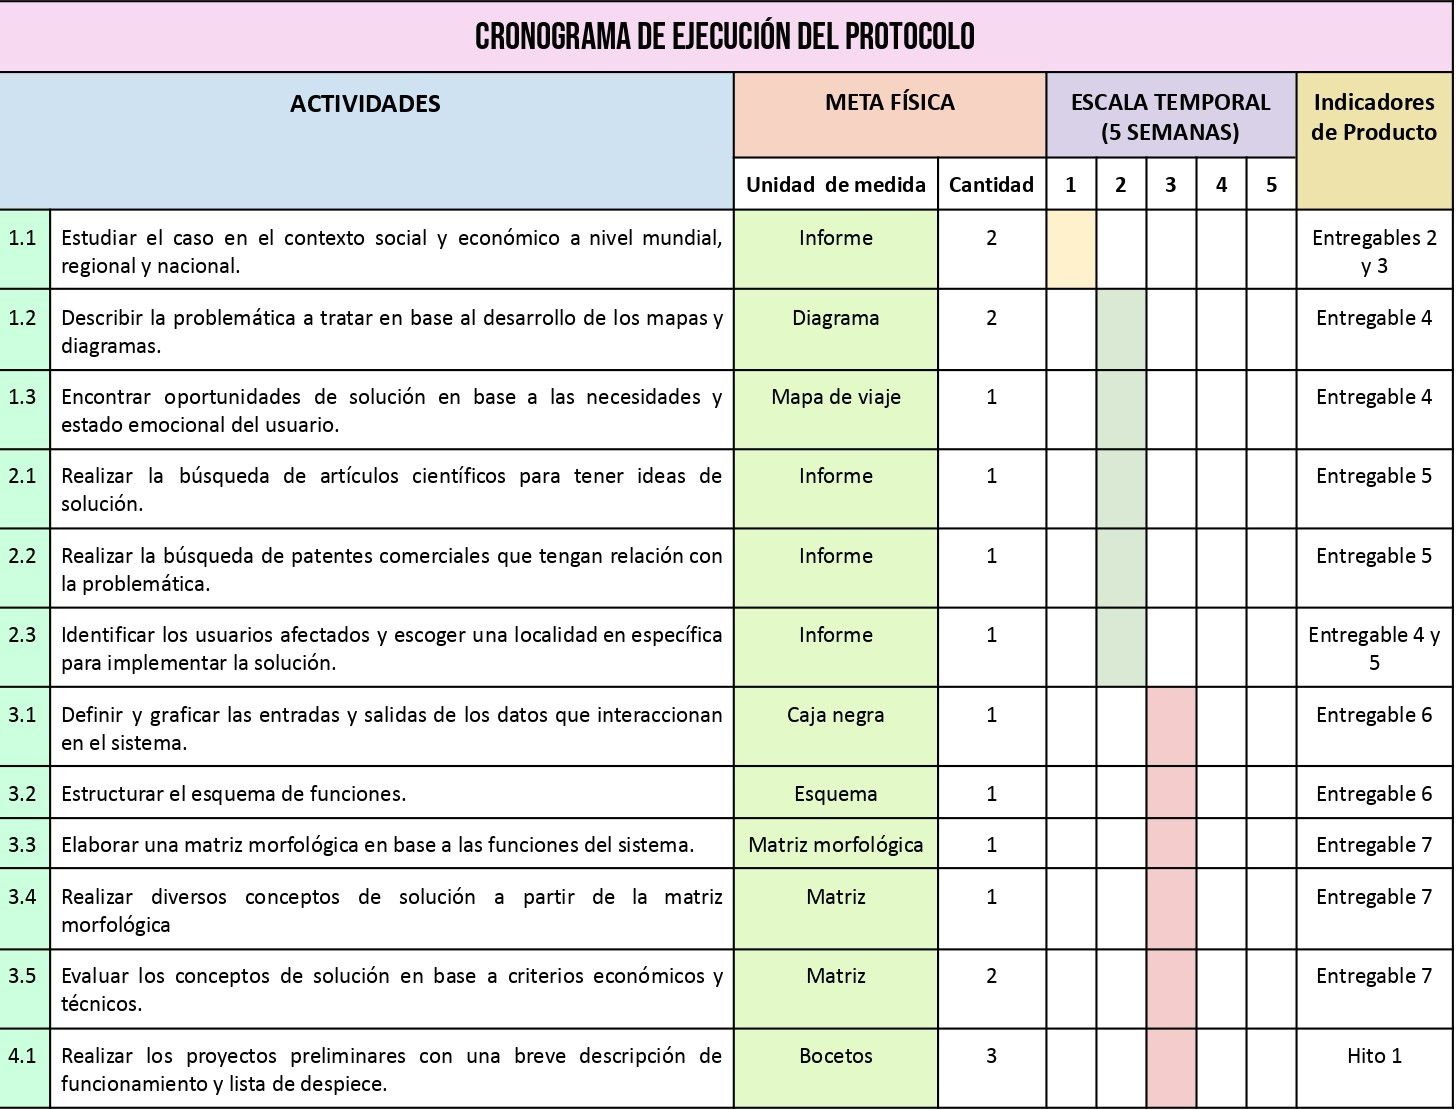 CRONOGRAMA DE EJECUCIÓN DEL PROTOCOLO
ACTIVIDADES
META FÍSICA
ESCALA TEMPORAL
(5 SEMANAS)
Indicadores
de Producto
Unidad de medida
Cantidad
1
2
3
4
5
1.1
Estudiar el caso en el contexto social y económico a nivel mundial,
regional y nacional.
Informe
2
Entregables 2
y 3
1.2
Describir la problemática a tratar en base al desarrollo de los mapas y
diagramas.
Diagrama
2
Entregable 4
1.3
Encontrar oportunidades de solución en base a las necesidades y
estado emocional del usuario.
Mapa de viaje
1
Entregable 4
2.1
Realizar la búsqueda de artículos científicos para tener ideas de
solución.
Informe
1
Entregable 5
2.2
Realizar la búsqueda de patentes comerciales que tengan relación con
la problemática.
Informe
1
Entregable 5
2.3
Identificar los usuarios afectados y escoger una localidad en específica
para implementar la solución.
Informe
1
Entregable 4 y
5
3.1
Definir y graficar las entradas y salidas de los datos que interaccionan
en el sistema.
Caja negra
1
Entregable 6
3.2
Estructurar el esquema de funciones.
Esquema
1
Entregable 6
3.3
Elaborar una matriz morfológica en base a las funciones del sistema.
Matriz morfológica
1
Entregable 7
3.4
Realizar diversos conceptos de solución a partir de la matriz
morfológica
Matriz
1
Entregable 7
3.5
Evaluar los conceptos de solución en base a criterios económicos y
técnicos.
Matriz
2
Entregable 7
4.1
Realizar los proyectos preliminares con una breve descripción de
funcionamiento y lista de despiece.
Bocetos
3
Hito 1